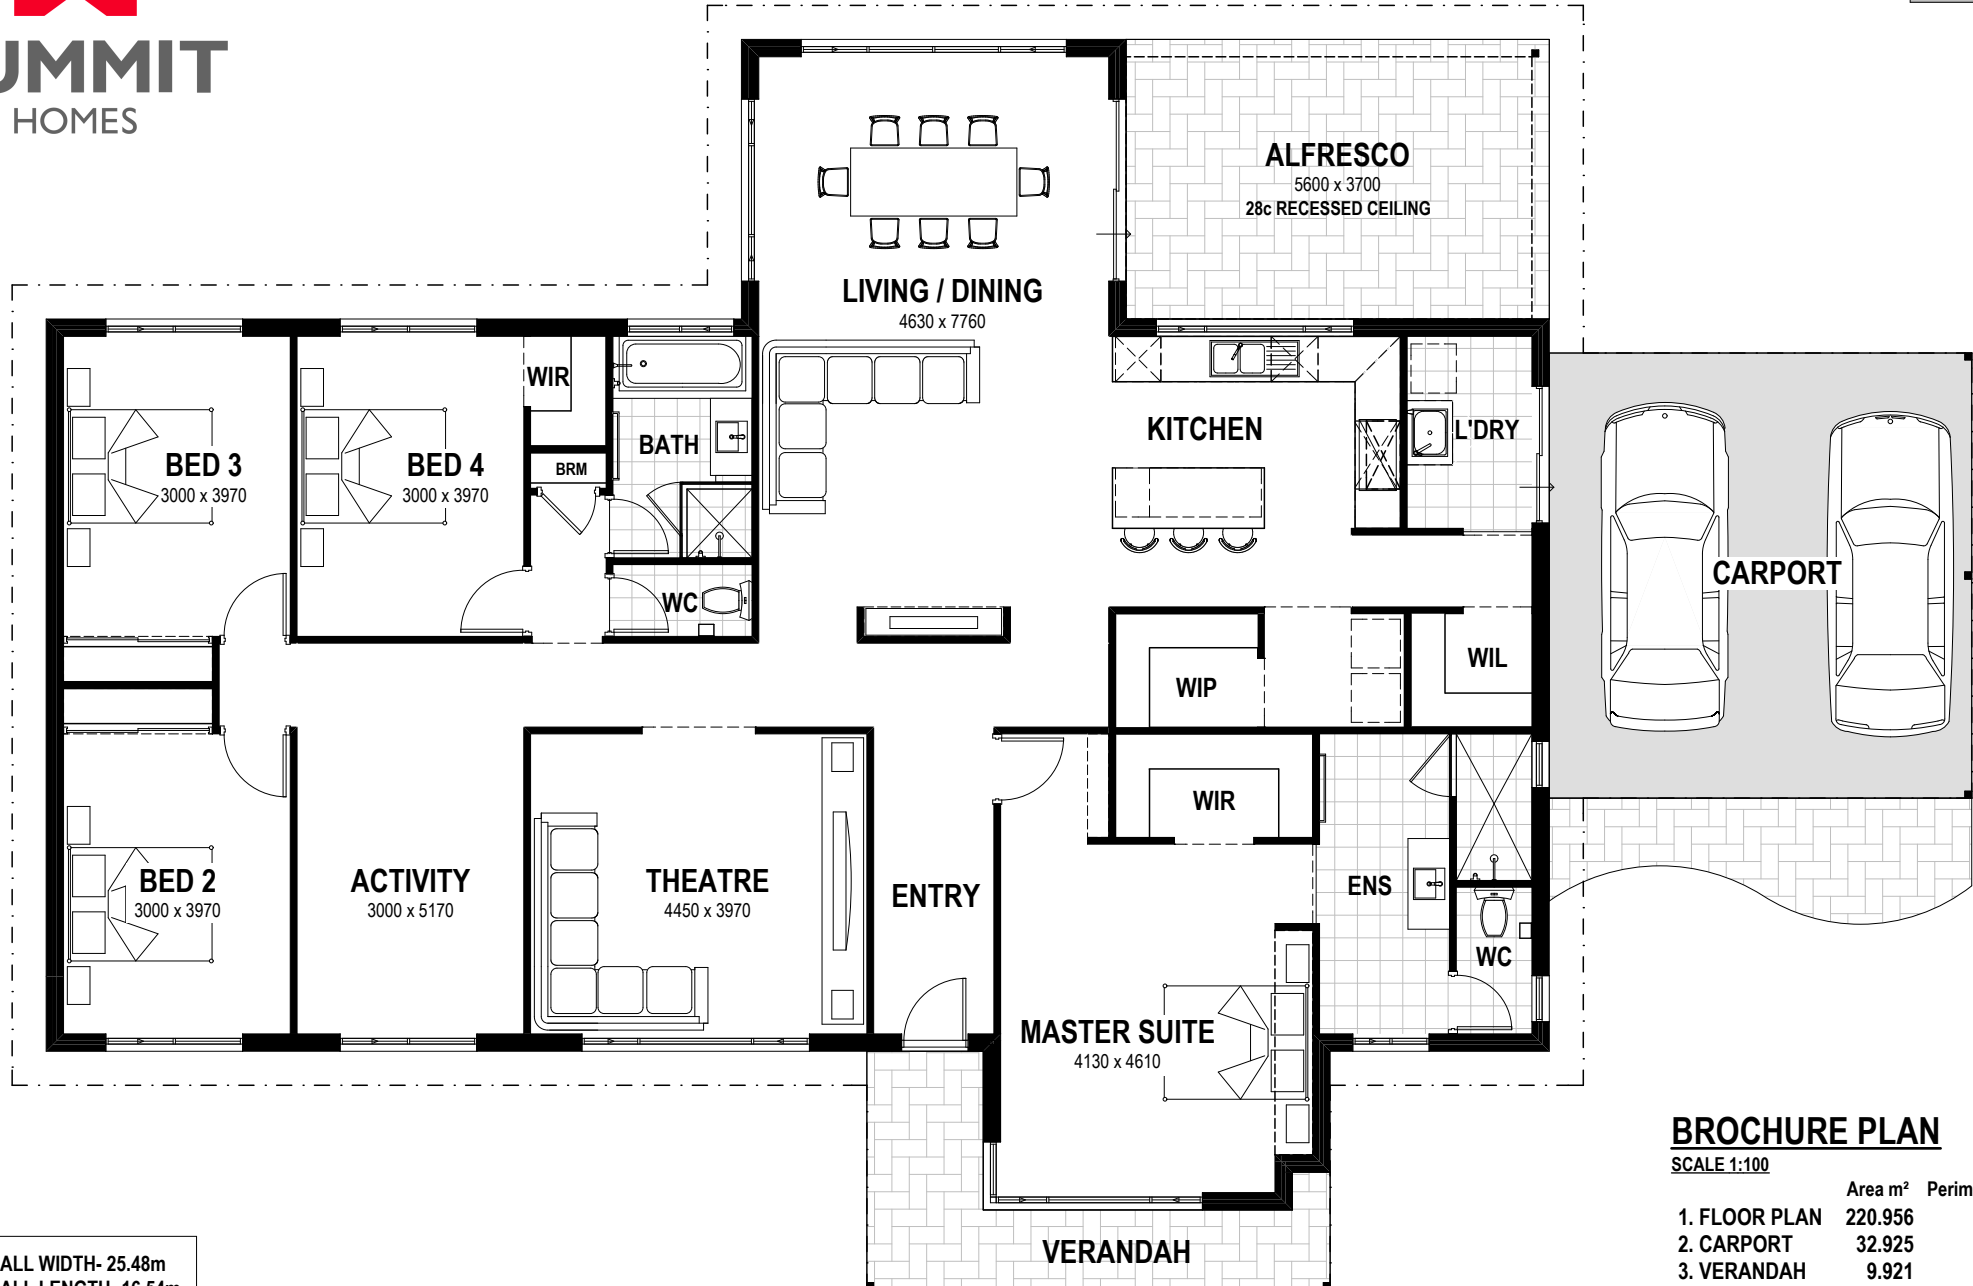 UMMIT
HOMES
ALFRESCO
5600 x 3700
28c RECESSED CEILING
LIVING / DINING
4630 x 7760
WIR
BED 3
3000 x 3970
BED 4
3000 x 3970
BRM
BATH
WC
KITCHEN
L'DRY
CARPORT
WIP
WIL
WIR
BED 2
3000 x 3970
ACTIVITY
3000 x 5170
THEATRE
4450 x 3970
ENTRY
ENS
WC
MASTER SUITE
4130 x 4610
VERANDAH
BROCHURE PLAN
SCALE 1:100
Area m² Perim
1. FLOOR PLAN 220.956
2. CARPORT 32.925
3. VERANDAH 9.921
ALL WIDTH- 25.48m